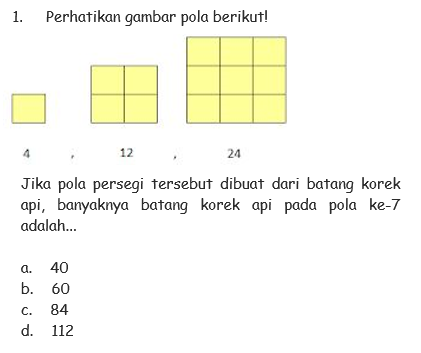 1. Perhatikan gambar pola berikut!
4 , 12 , 24
Jika pola persegi tersebut dibuat dari batang korek
api, banyaknya batang korek api pada pola ke-7
adalah...
a. 40
b. 60
c. 84
d. 112